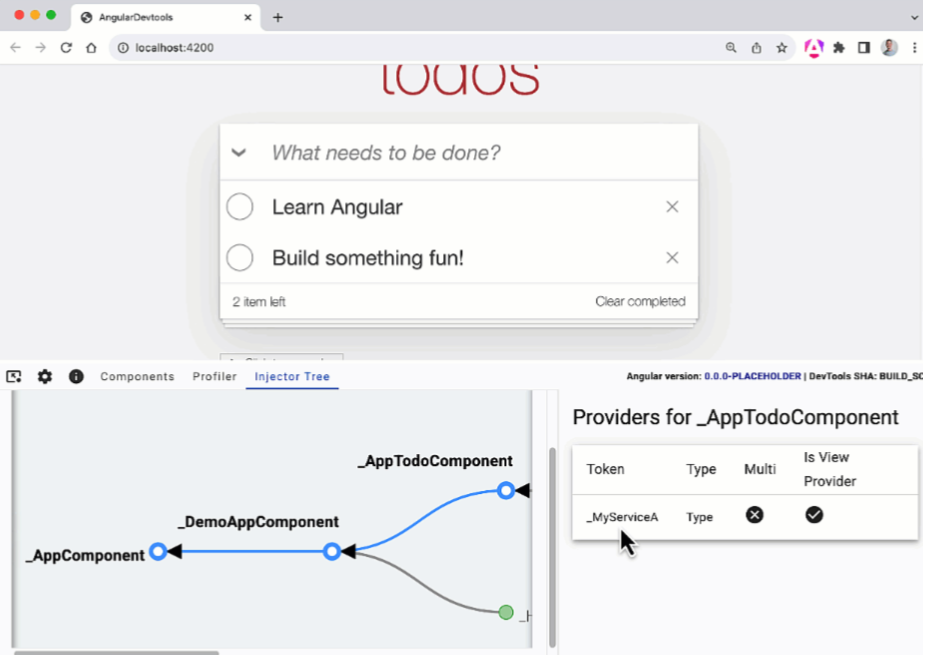 AngularDevtools
localhost:4200
todos
What needs to be done?
Learn Angular
Build something fun!
2 item left
Clear completed
Components
Profiler
Injector Tree
Angular version: 0.0.0-PLACEHOLDER | DevTools SHA: BUILD_SC
Providers for _AppTodoComponent
Token
Type
Multi
Is View
Provider
_MyServiceA
Type
_AppTodoComponent
_DemoAppComponent
_AppComponent